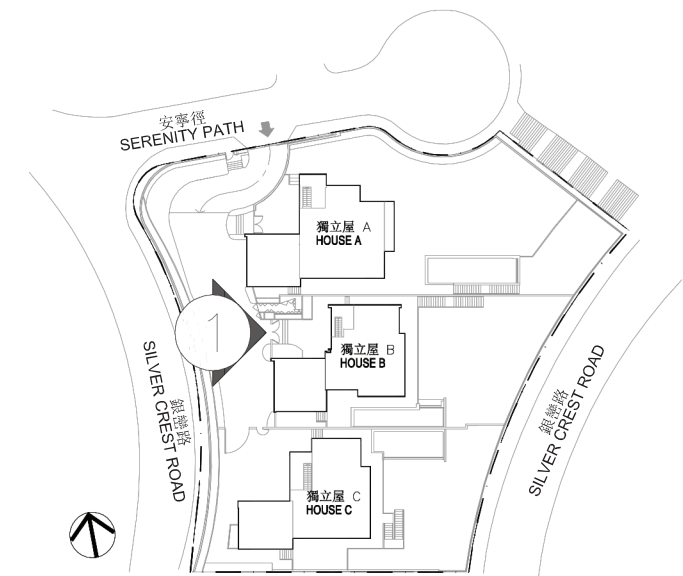 安寧徑
SERENITY PATH
獨立屋 A
HOUSE A
1
獨立屋 B
HOUSE B
銀巒路
SILVER CREST ROAD
銀巒路
SILVER CREST ROAD
獨立屋 C
HOUSE C